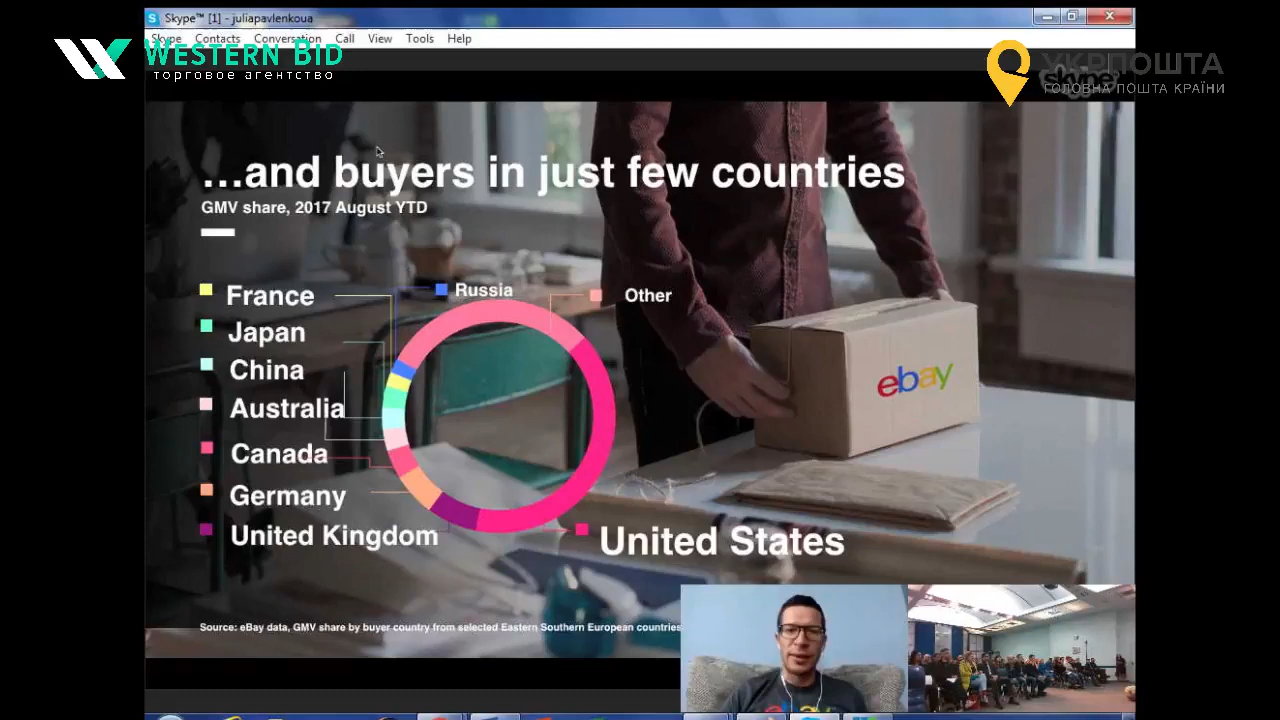 Skype™ [1] - juliapavlenkoua
Skype Contacts Conversation Call View Tools Help
WESTERN BID
торговое агентство
УКРПОШТА
skype
ГОЛОВНА ПОШТА КРАЇНИ
...and buyers in just few countries
GMV share, 2017 August YTD
France
Russia
Other
Japan
China
Australia
Canada
Germany
United Kingdom
United States
ebay
Source: eBay data, GMV share by buyer country from selected Eastern Southern European countries
ebay